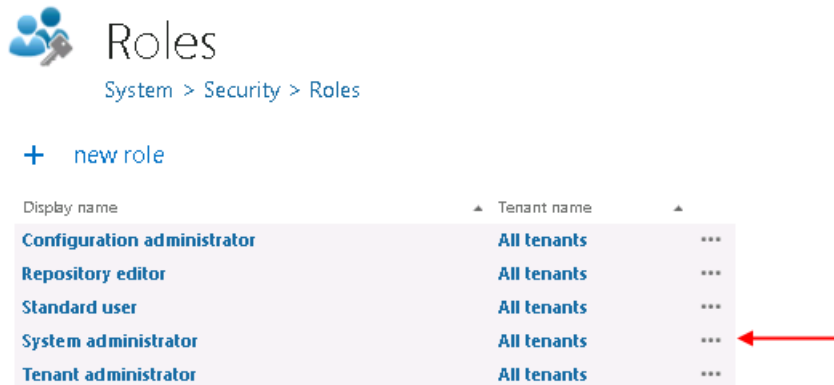 Roles
System > Security > Roles
+ new role
Display name Tenant name
Configuration administrator All tenants ...
Repository editor All tenants ...
Standard user All tenants ...
System administrator All tenants ...
Tenant administrator All tenants ...